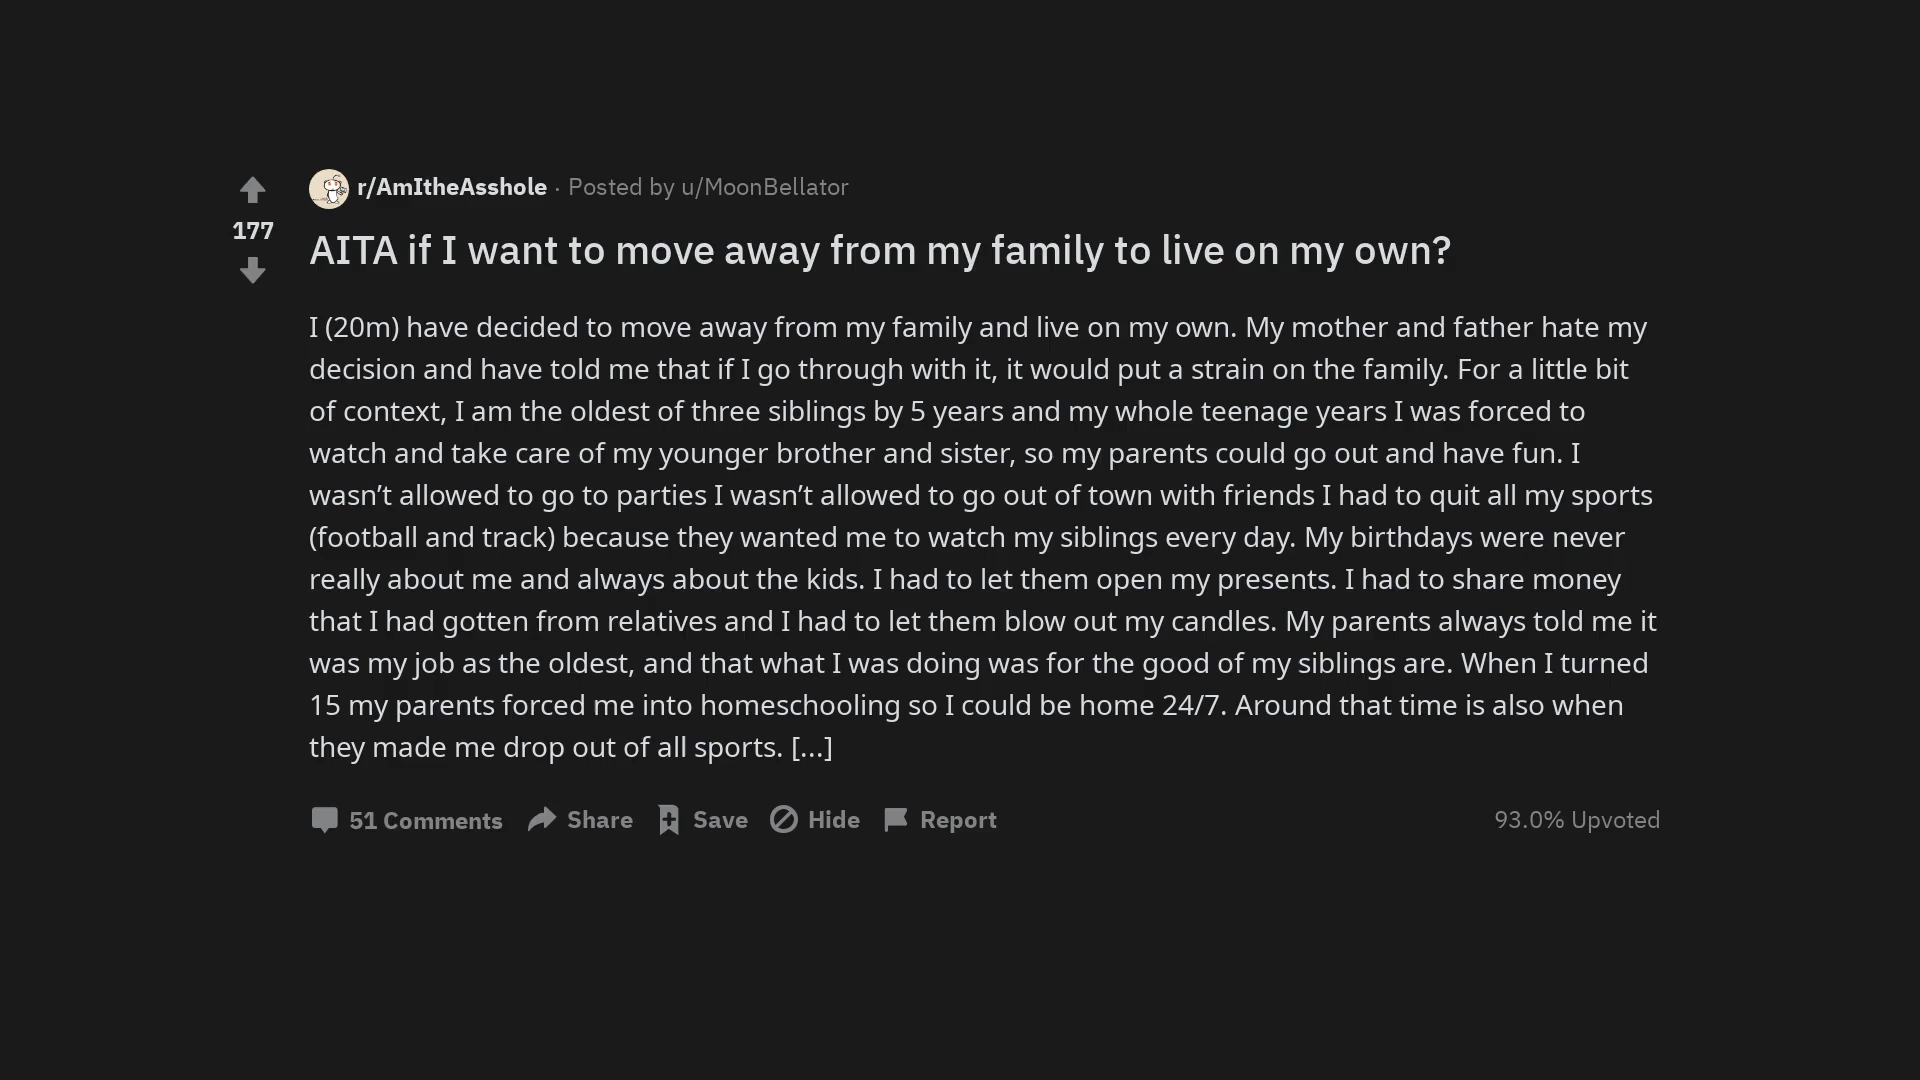 r/AmItheAsshole · Posted by u/MoonBellator
177
AITA if I want to move away from my family to live on my own?
I (20m) have decided to move away from my family and live on my own. My mother and father hate my
decision and have told me that if I go through with it, it would put a strain on the family. For a little bit
of context, I am the oldest of three siblings by 5 years and my whole teenage years I was forced to
watch and take care of my younger brother and sister, so my parents could go out and have fun. I
wasn’t allowed to go to parties I wasn’t allowed to go out of town with friends I had to quit all my sports
(football and track) because they wanted me to watch my siblings every day. My birthdays were never
really about me and always about the kids. I had to let them open my presents. I had to share money
that I had gotten from relatives and I had to let them blow out my candles. My parents always told me it
was my job as the oldest, and that what I was doing was for the good of my siblings are. When I turned
15 my parents forced me into homeschooling so I could be home 24/7. Around that time is also when
they made me drop out of all sports. [...]
51 Comments Share Save Hide Report 93.0% Upvoted